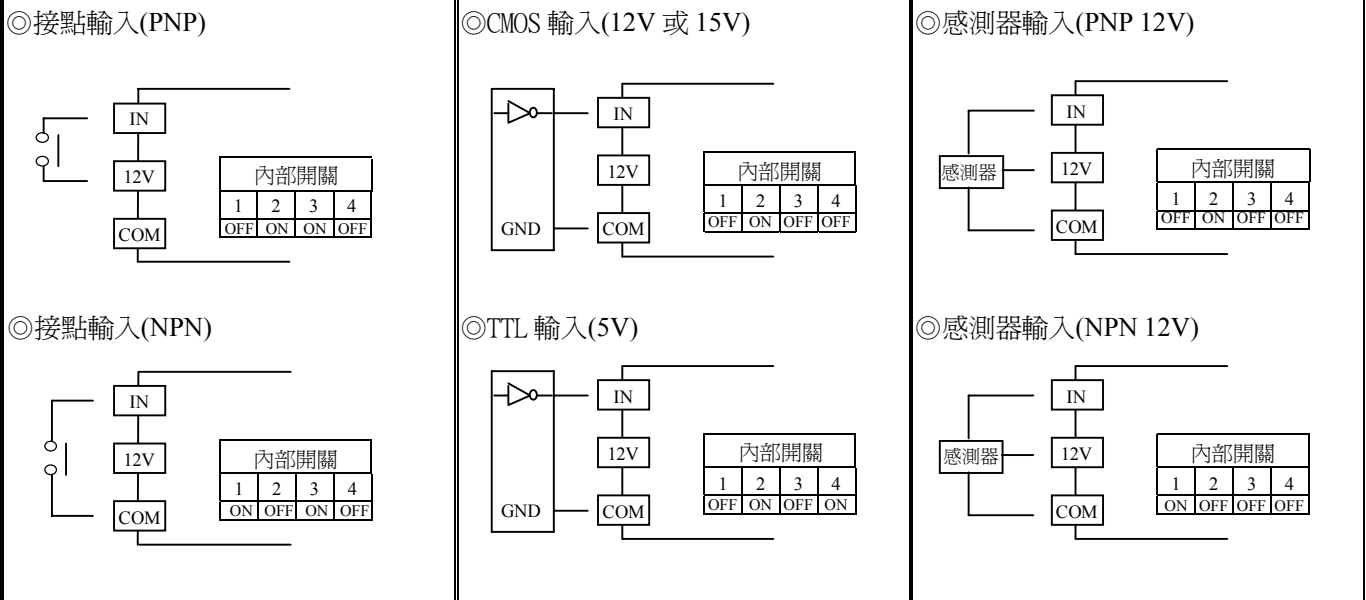 ◎接點輸入(PNP)
IN
12V
COM
內部開關
1 2 3 4
OFF ON ON OFF
◎CMOS 輸入(12V 或 15V)
IN
12V
GND COM
內部開關
1 2 3 4
OFF ON OFF OFF
◎感測器輸入(PNP 12V)
IN
感測器 12V
COM
內部開關
1 2 3 4
OFF ON OFF OFF
◎接點輸入(NPN)
IN
12V
COM
內部開關
1 2 3 4
ON OFF ON OFF
◎TTL 輸入(5V)
IN
12V
GND COM
內部開關
1 2 3 4
OFF ON OFF ON
◎感測器輸入(NPN 12V)
IN
感測器 12V
COM
內部開關
1 2 3 4
ON OFF OFF OFF